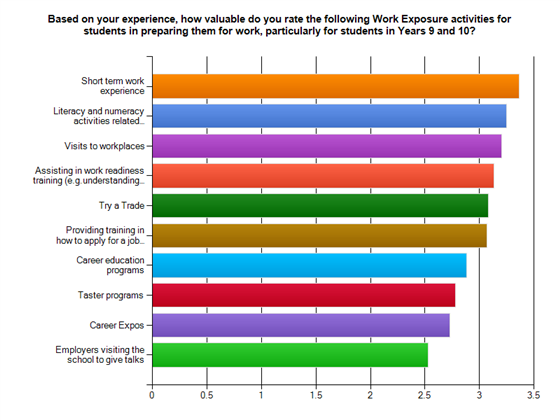 Based on your experience, how valuable do you rate the following Work Exposure activities for
students in preparing them for work, particularly for students in Years 9 and 10?
Short term work
experience
Literacy and numeracy
activities related...
Visits to workplaces
Assisting in work readiness
training (e.g.understanding...
Try a Trade
Providing training in
how to apply for a job...
Career education
programs
Taster programs
Career Expos
Employers visiting the
school to give talks
0 0.5 1 1.5 2 2.5 3 3.5